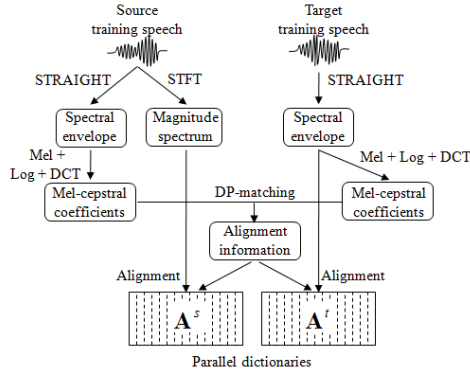 Source
training speech
Target
training speech
STRAIGHT
STFT
STRAIGHT
Spectral
envelope
Magnitude
spectrum
Spectral
envelope
Mel +
Log + DCT
Mel + Log + DCT
Mel-cepstral
coefficients
DP-matching
Mel-cepstral
coefficients
Alignment
information
Alignment
Alignment
A^s
A^t
Parallel dictionaries